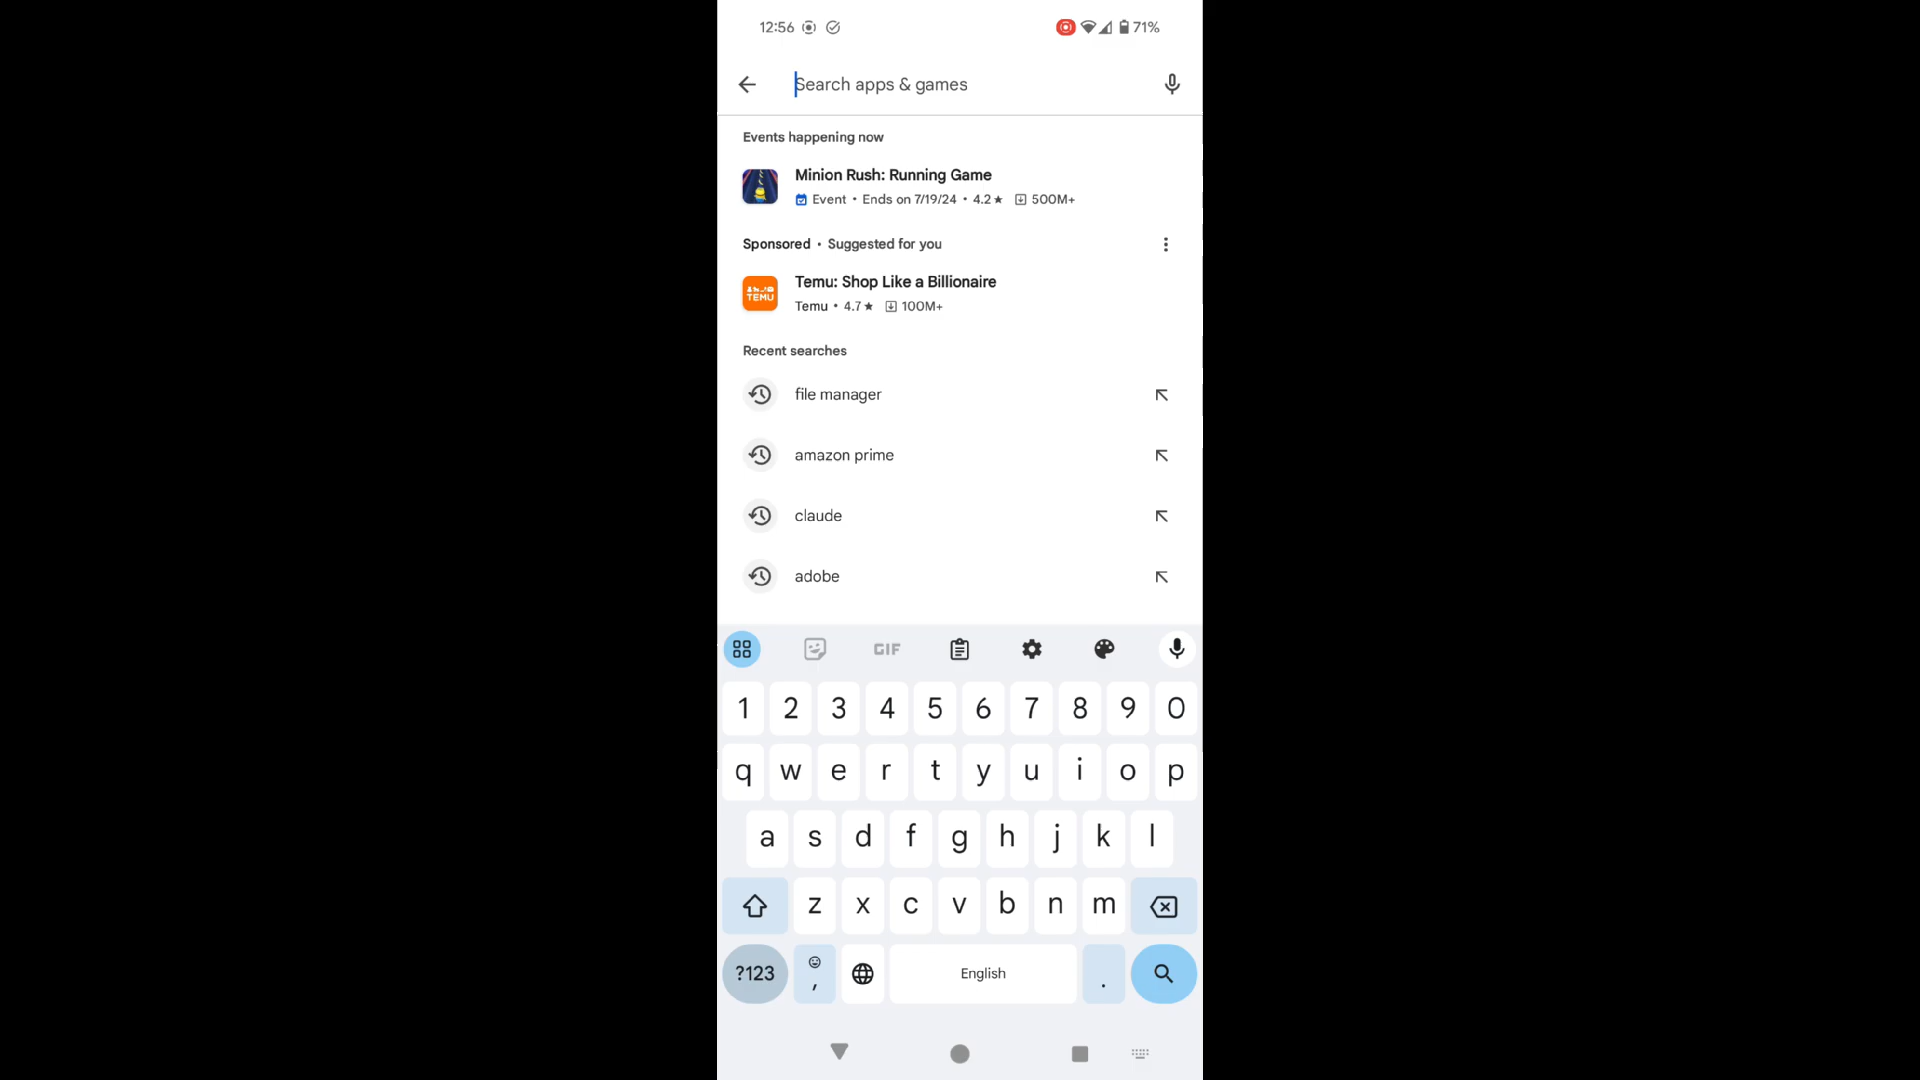 12:56 71%
Search apps & games
Events happening now
Minion Rush: Running Game
Event • Ends on 7/19/24 • 4.2★ 500M+
Sponsored • Suggested for you
TEMU
Temu: Shop Like a Billionaire
Temu • 4.7★ 100M+
Recent searches
file manager
amazon prime
claude
adobe
GIF
1 2 3 4 5 6 7 8 9 0
q w e r t y u i o p
a s d f g h j k l
z x c v b n m
?123 , English .